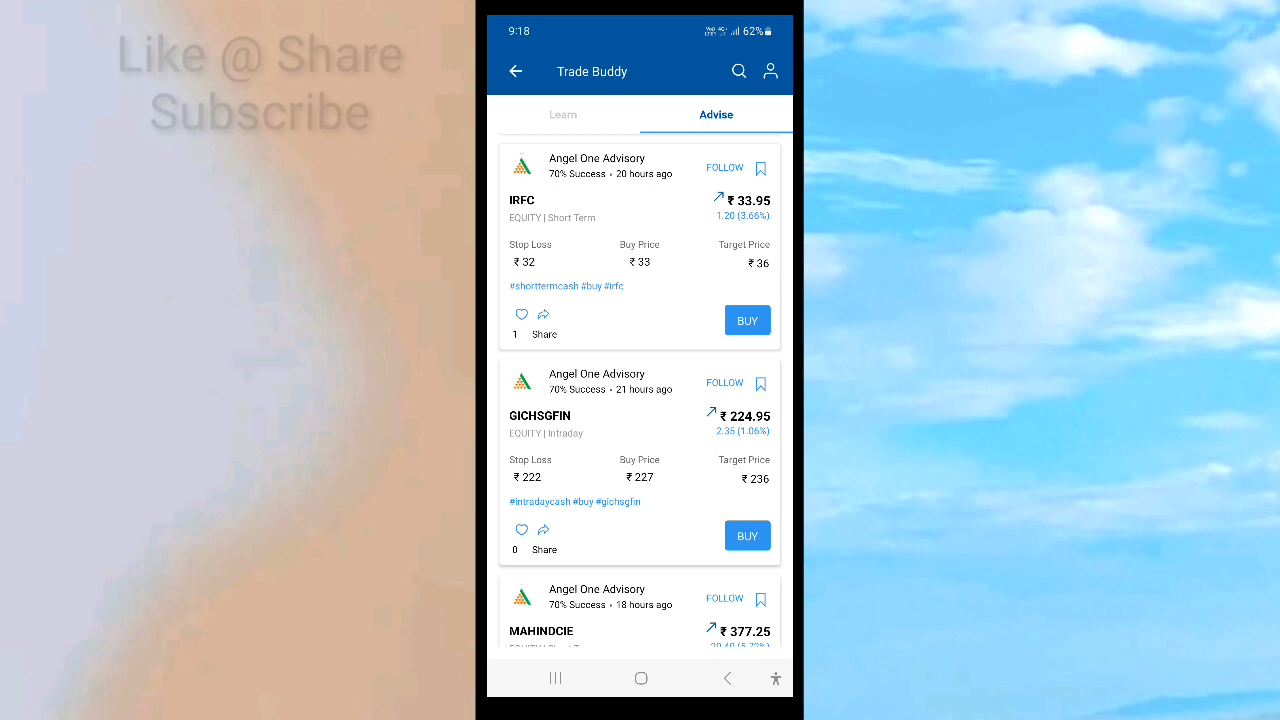 Like @ Share
Subscribe
9:18
62%
Trade Buddy
Learn
Advise
Angel One Advisory
70% Success • 20 hours ago
FOLLOW
IRFC
₹ 33.95
EQUITY | Short Term
1.20 (3.66%)
Stop Loss
Buy Price
Target Price
₹ 32
₹ 33
₹ 36
#shorttermcash #buy #irfc
1
Share
BUY
Angel One Advisory
70% Success • 21 hours ago
FOLLOW
GICHSGFIN
₹ 224.95
EQUITY | Intraday
2.35 (1.06%)
Stop Loss
Buy Price
Target Price
₹ 222
₹ 227
₹ 236
#intradaycash #buy #gichsgfin
0
Share
BUY
Angel One Advisory
70% Success • 18 hours ago
FOLLOW
MAHINDCIE
₹ 377.25